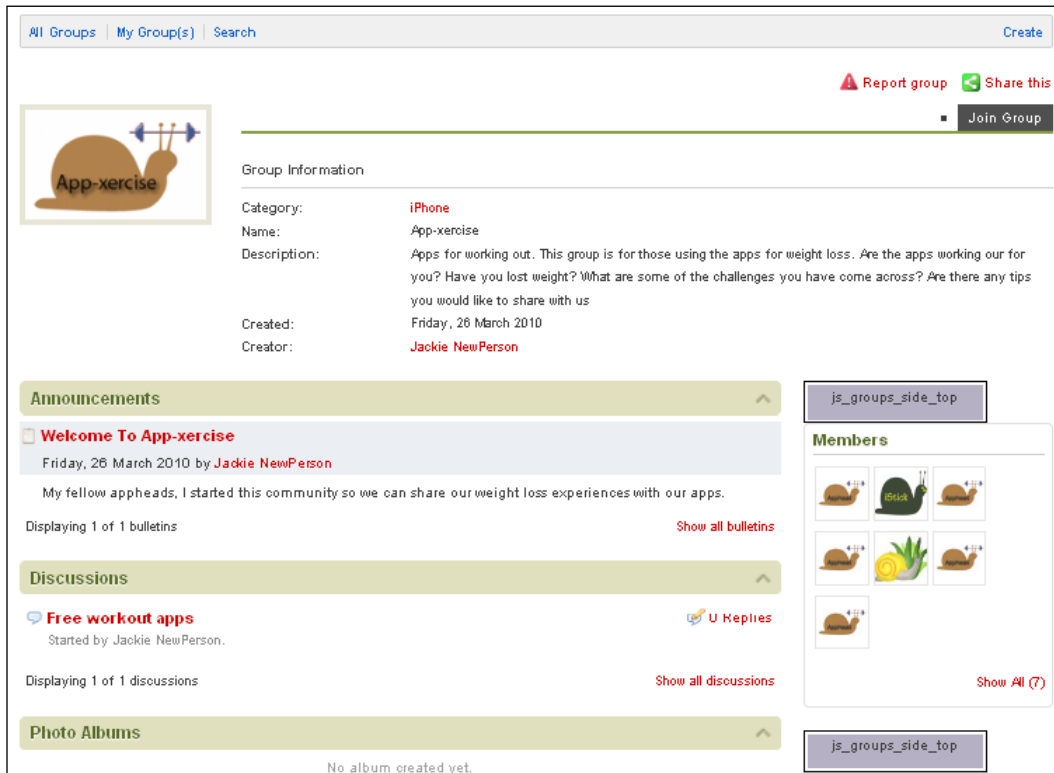 All Groups | My Group(s) | Search Create
Report group Share this
Join Group
App-xercise
Group Information
Category: iPhone
Name: App-xercise
Description: Apps for working out. This group is for those using the apps for weight loss. Are the apps working our for
you? Have you lost weight? What are some of the challenges you have come across? Are there any tips
you would like to share with us
Created: Friday, 26 March 2010
Creator: Jackie NewPerson
Announcements
Welcome To App-xercise
Friday, 26 March 2010 by Jackie NewPerson
My fellow appheads, I started this community so we can share our weight loss experiences with our apps.
Displaying 1 of 1 bulletins Show all bulletins
Discussions
Free workout apps 0 Replies
Started by Jackie NewPerson.
Displaying 1 of 1 discussions Show all discussions
Photo Albums
No album created yet.
js_groups_side_top
Members
iStick
Show All (7)
js_groups_side_top